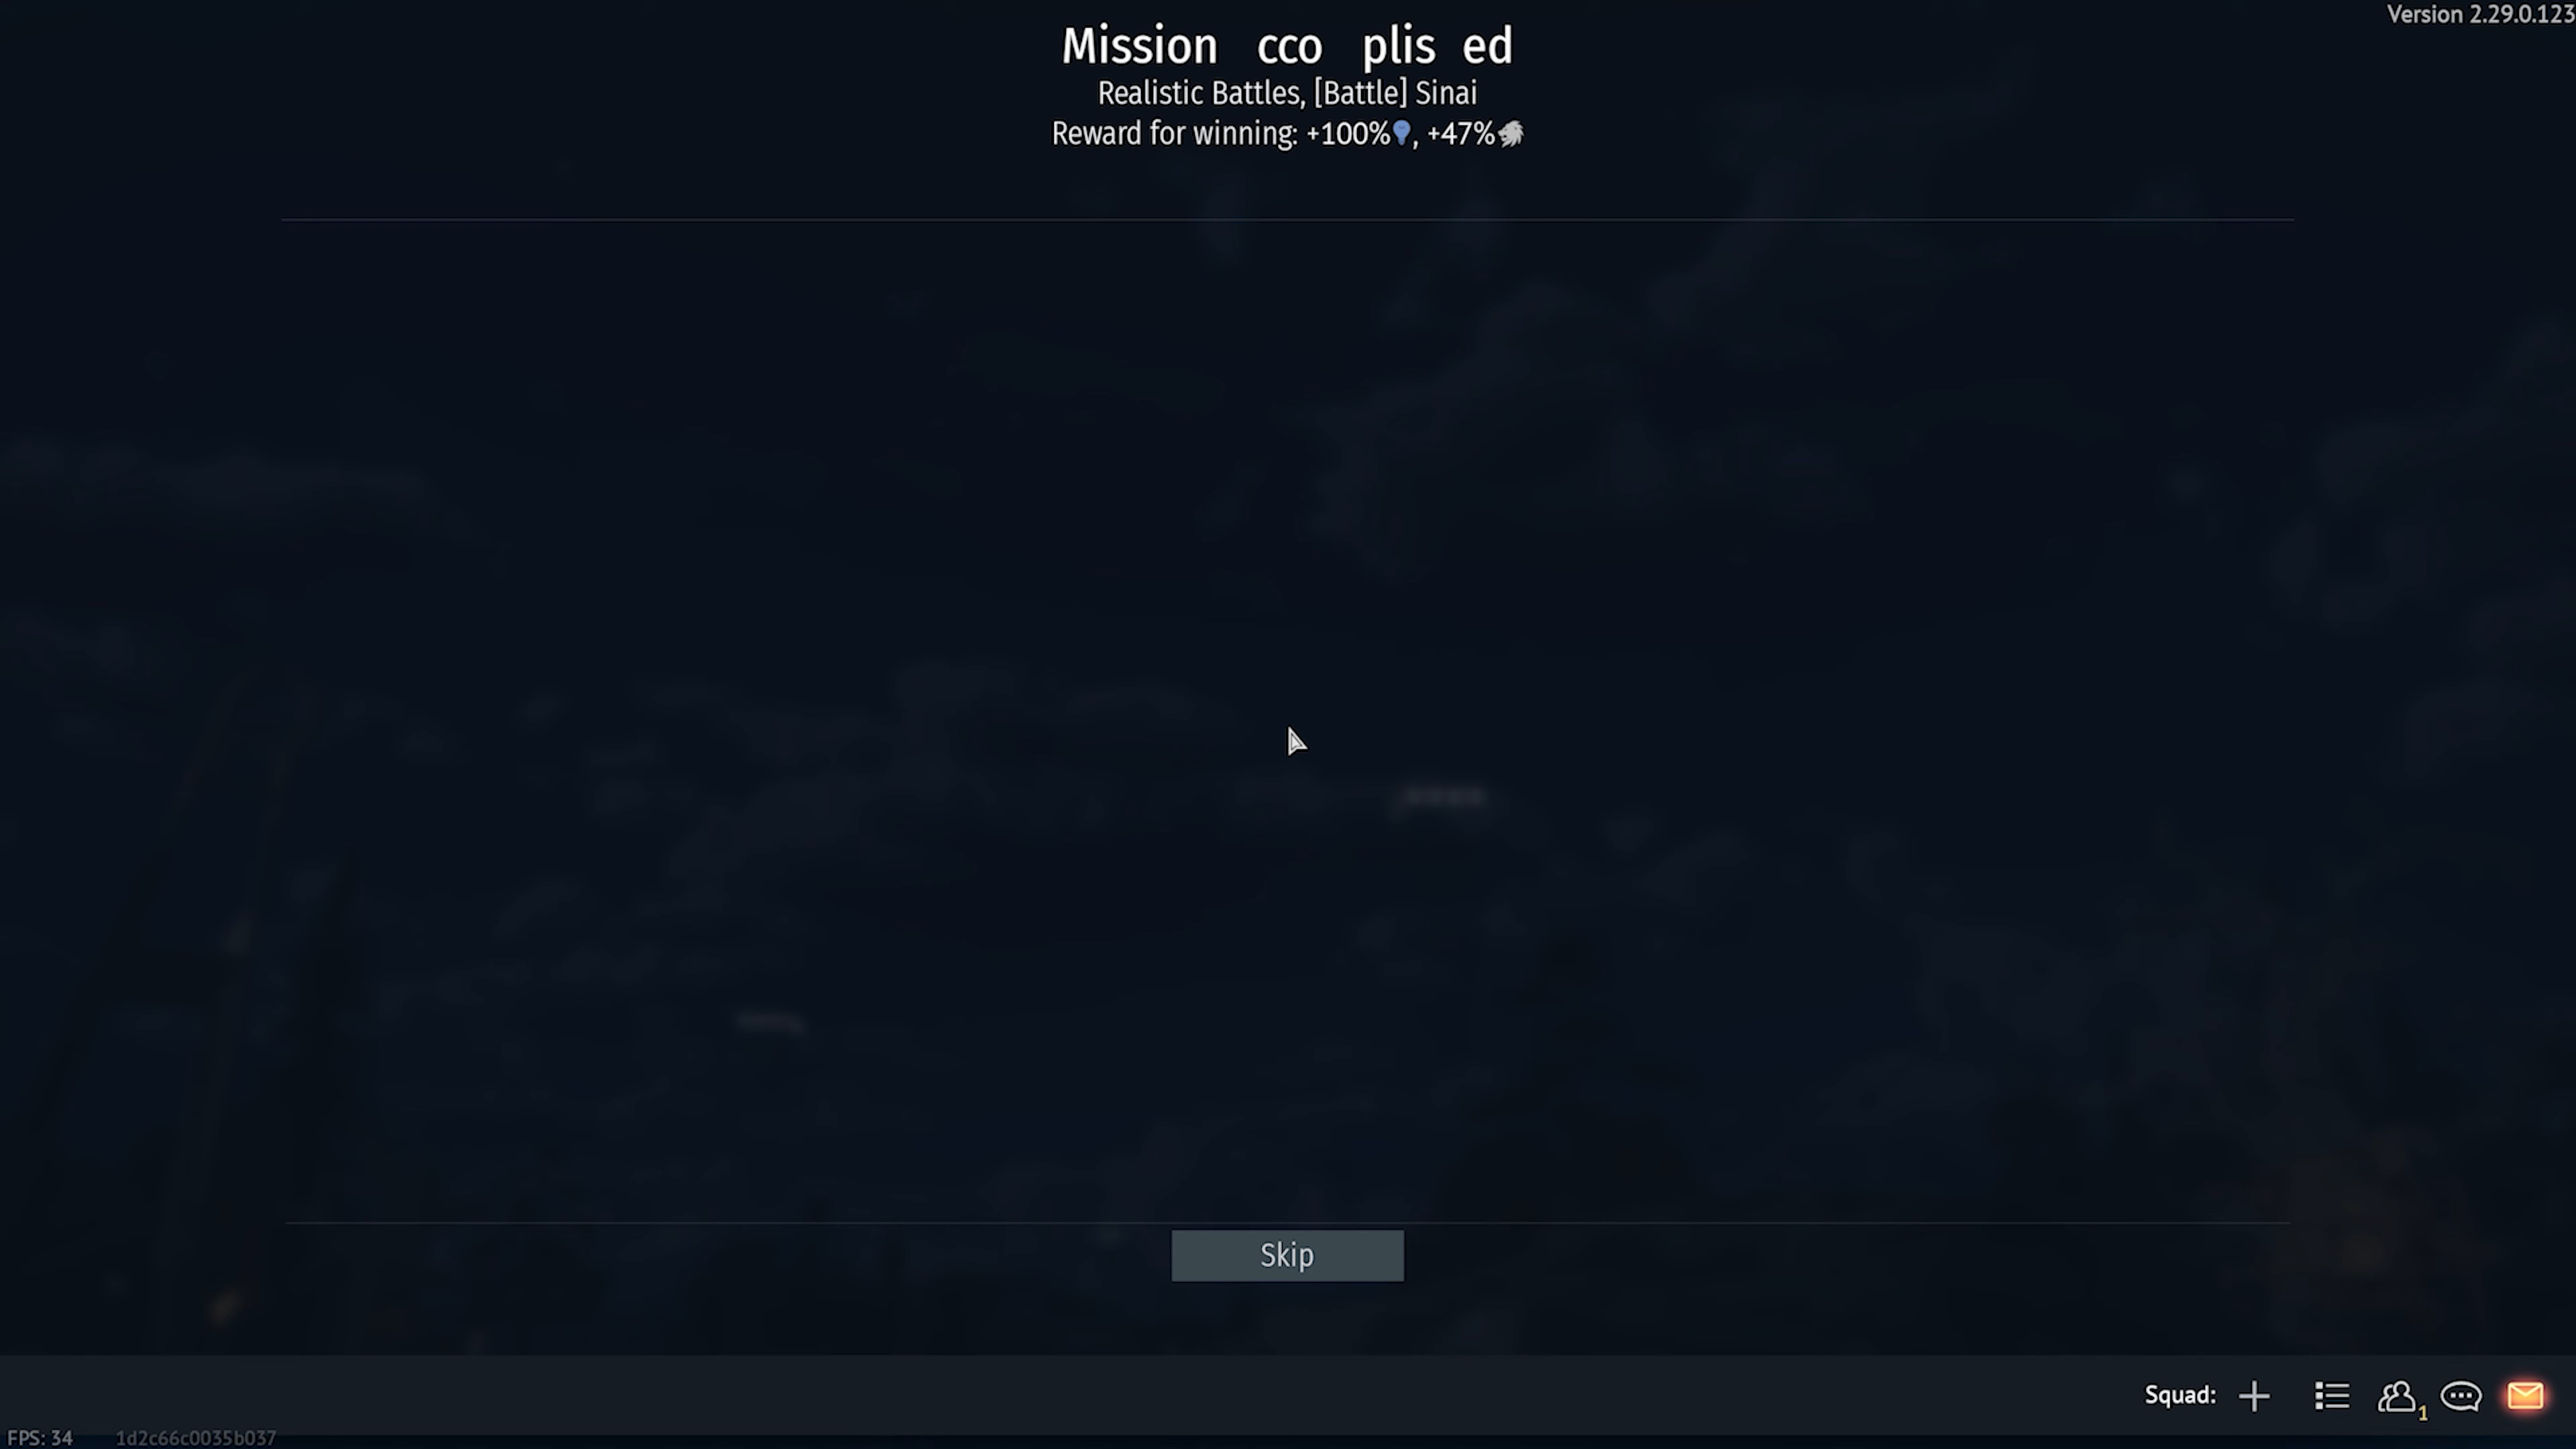 Version 2.29.0.123
Mission cco plis ed
Realistic Battles, [Battle] Sinai
Reward for winning: +100%, +47%
Skip
Squad:
1
FPS: 34 1d2c66c0035b037